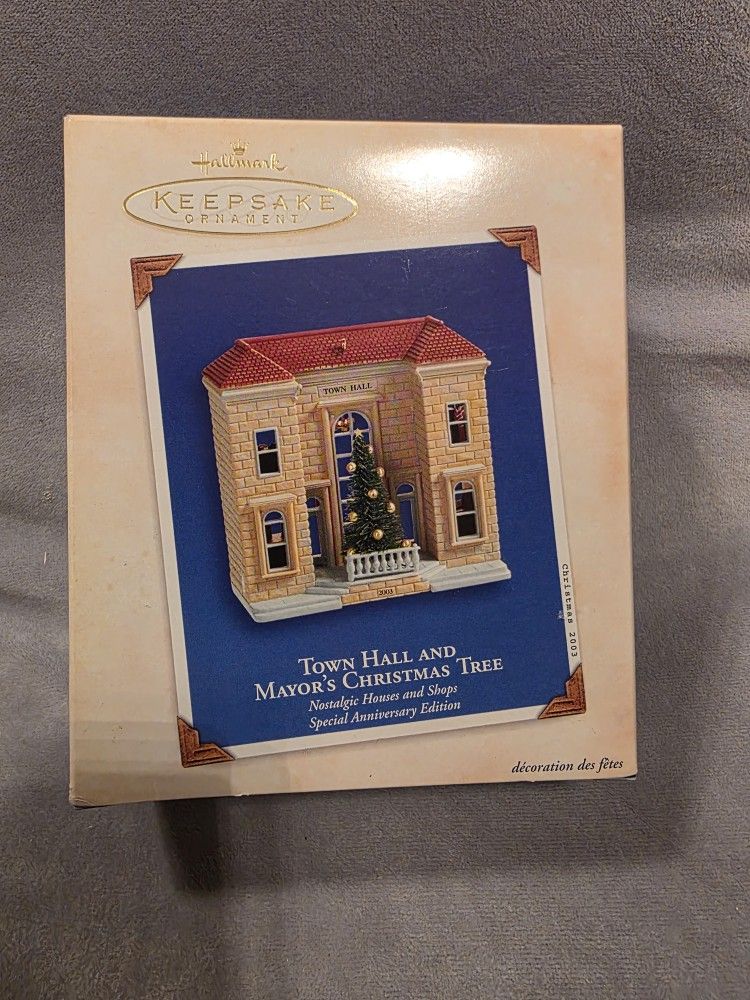 Hallmark
KEEPSAKE
ORNAMENT
TOWN HALL
2003
Christmas 2003
TOWN HALL AND
MAYOR'S CHRISTMAS TREE
Nostalgic Houses and Shops
Special Anniversary Edition
décoration des fêtes